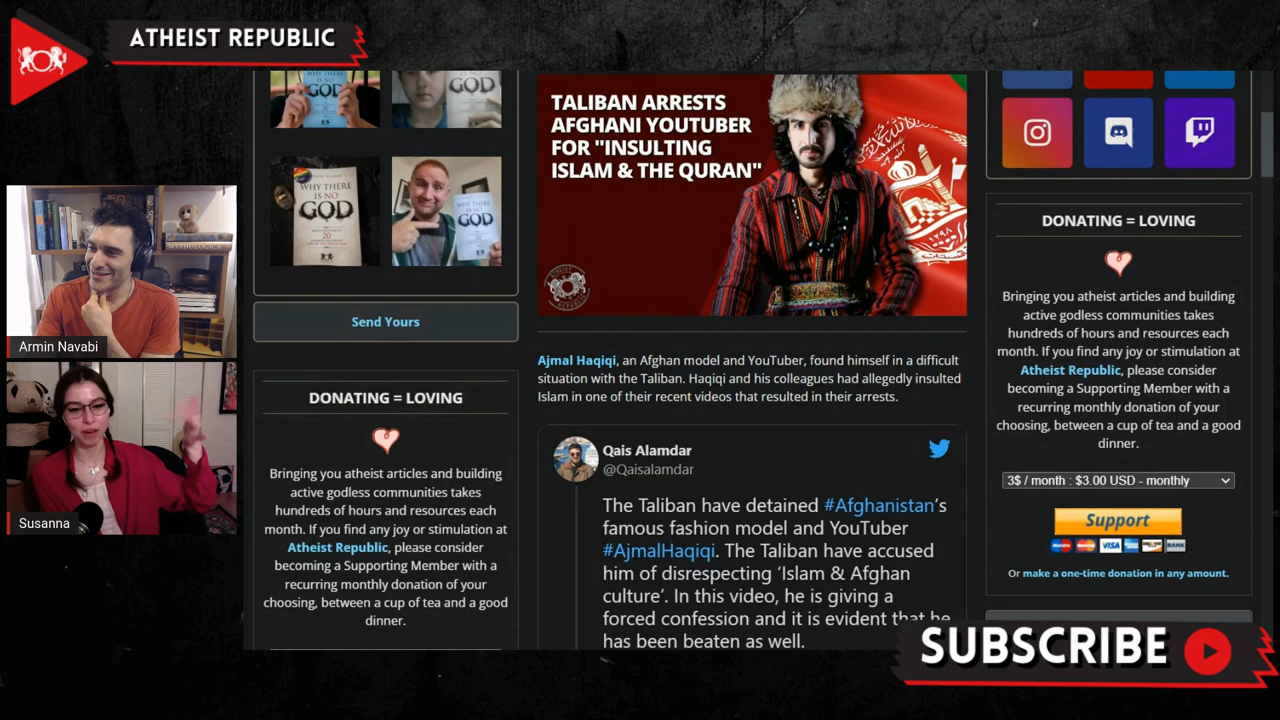 ATHEIST REPUBLIC
WHY THERE
IS NO
GOD
20
MYTHOLOGICA
Armin Navabi
Susanna
Send Yours
DONATING = LOVING
Bringing you atheist articles and building
active godless communities takes
hundreds of hours and resources each
month. If you find any joy or stimulation at
Atheist Republic, please consider
becoming a Supporting Member with a
recurring monthly donation of your
choosing, between a cup of tea and a good
dinner.
TALIBAN ARRESTS
AFGHANI YOUTUBER
FOR "INSULTING
ISLAM & THE QURAN"
Ajmal Haqiqi, an Afghan model and YouTuber, found himself in a difficult
situation with the Taliban. Haqiqi and his colleagues had allegedly insulted
Islam in one of their recent videos that resulted in their arrests.
Qais Alamdar
@Qaisalamdar
The Taliban have detained #Afghanistan's
famous fashion model and YouTuber
#AjmalHaqiqi. The Taliban have accused
him of disrespecting 'Islam & Afghan
culture'. In this video, he is giving a
forced confession and it is evident that he
has been beaten as well.
DONATING = LOVING
Bringing you atheist articles and building
active godless communities takes
hundreds of hours and resources each
month. If you find any joy or stimulation at
Atheist Republic, please consider
becoming a Supporting Member with a
recurring monthly donation of your
choosing, between a cup of tea and a good
dinner.
3$ / month : $3.00 USD - monthly
Support
VISA
BANK
Or make a one-time donation in any amount.
SUBSCRIBE